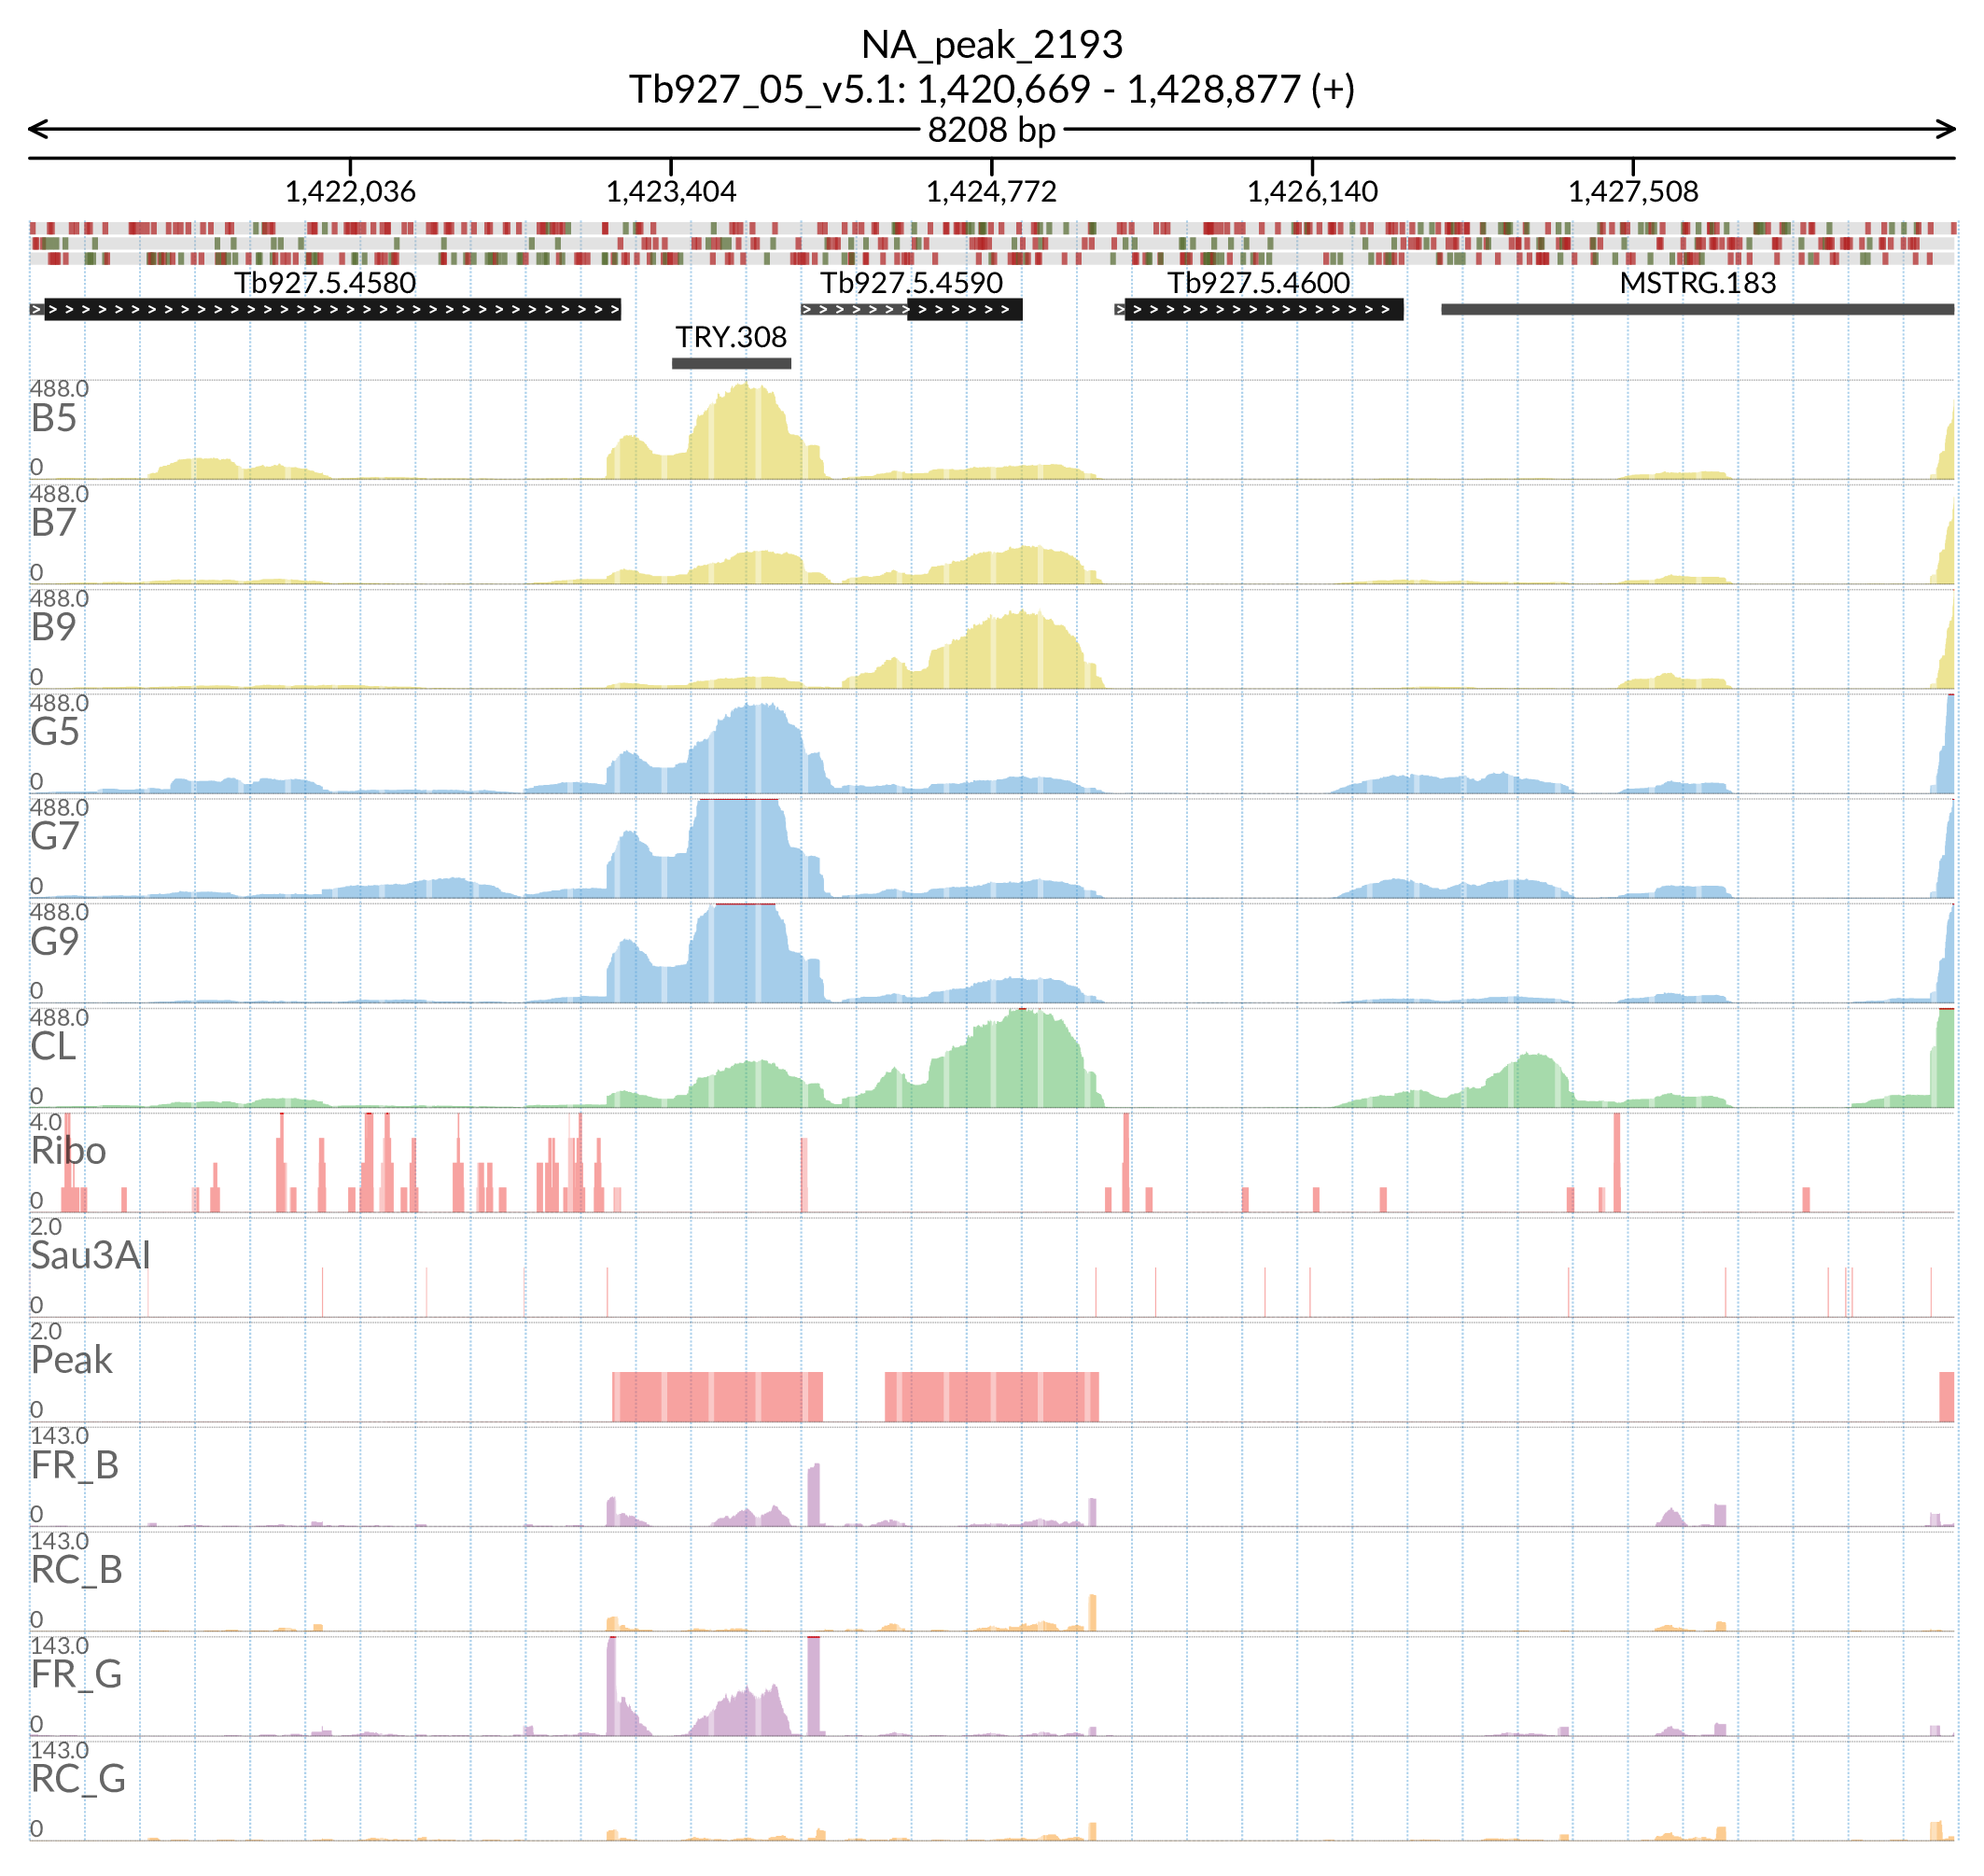 NA_peak_2193
Tb927_05_v5.1: 1,420,669 - 1,428,877 (+)
8208 bp
1,422,036 1,423,404 1,424,772 1,426,140 1,427,508
Tb927.5.4580 Tb927.5.4590 Tb927.5.4600 MSTRG.183
TRY.308
488.0
B5
0
488.0
B7
0
488.0
B9
0
488.0
G5
0
488.0
G7
0
488.0
G9
0
488.0
CL
0
4.0
Ribo
0
2.0
Sau3AI
0
2.0
Peak
0
143.0
FR_B
0
143.0
RC_B
0
143.0
FR_G
0
143.0
RC_G
0